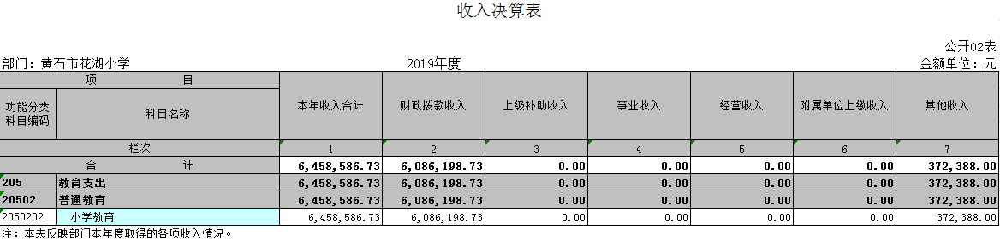 收入决算表
公开02表
部门：黄石市花湖小学 2019年度 金额单位：元
项 目 本年收入合计 财政拨款收入 上级补助收入 事业收入 经营收入 附属单位上缴收入 其他收入
功能分类科目编码 科目名称
栏次 1 2 3 4 5 6 7
合 计 6,458,586.73 6,086,198.73 0.00 0.00 0.00 0.00 372,388.00
205 教育支出 6,458,586.73 6,086,198.73 0.00 0.00 0.00 0.00 372,388.00
20502 普通教育 6,458,586.73 6,086,198.73 0.00 0.00 0.00 0.00 372,388.00
2050202 小学教育 6,458,586.73 6,086,198.73 0.00 0.00 0.00 0.00 372,388.00
注：本表反映部门本年度取得的各项收入情况。